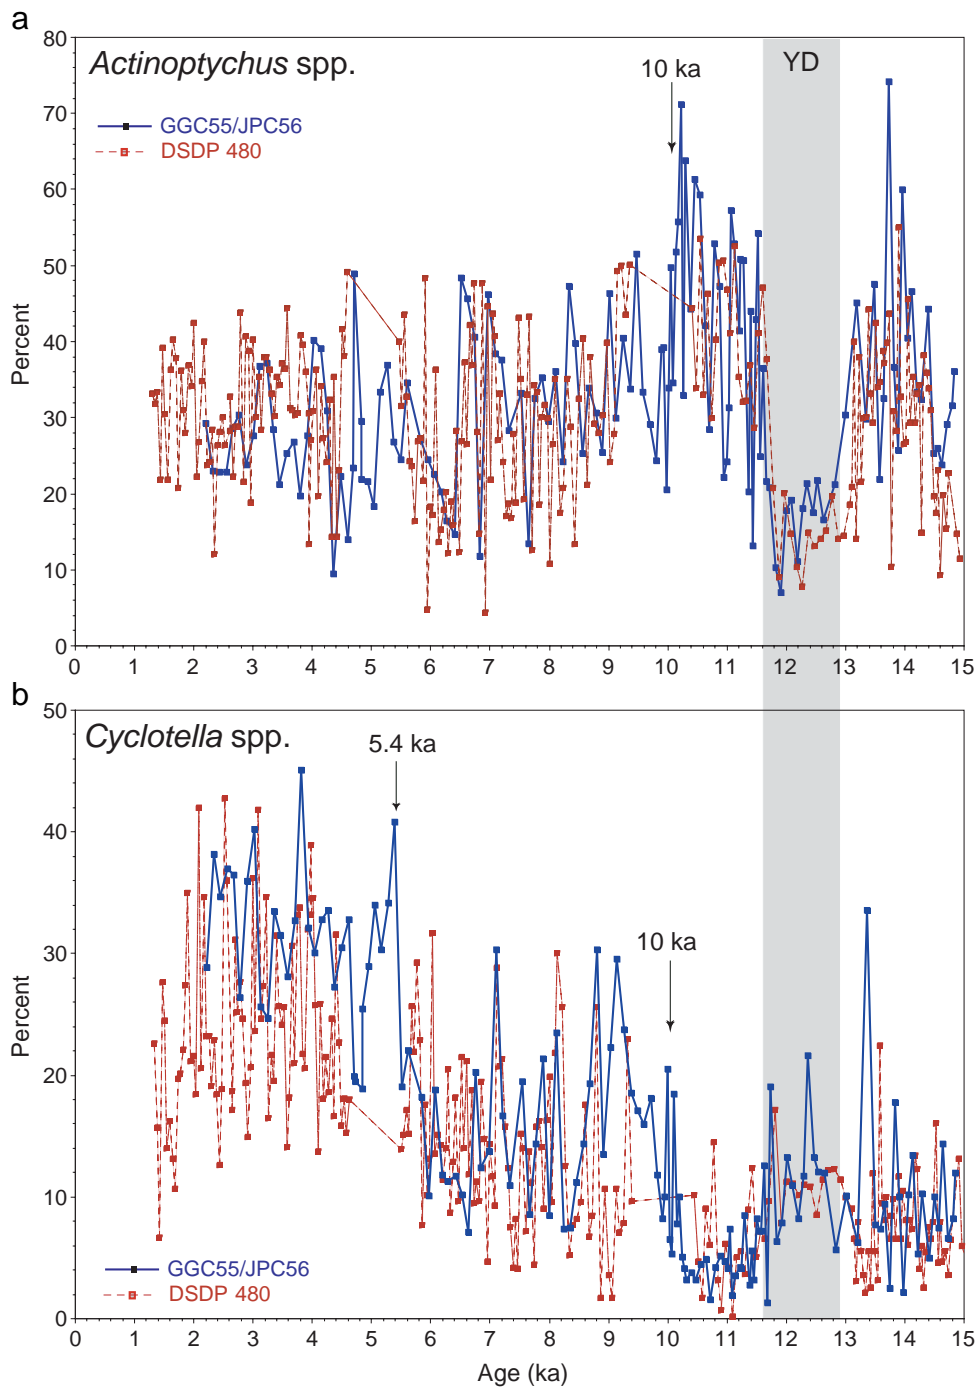 a
80
70
60
50
40
30
20
10
0
Percent
Actinoptychus spp.
GGC55/JPC56
DSDP 480
10 ka
YD
0 1 2 3 4 5 6 7 8 9 10 11 12 13 14 15
b
50
40
30
20
10
0
Percent
Cyclotella spp.
5.4 ka
10 ka
GGC55/JPC56
DSDP 480
0 1 2 3 4 5 6 7 8 9 10 11 12 13 14 15
Age (ka)